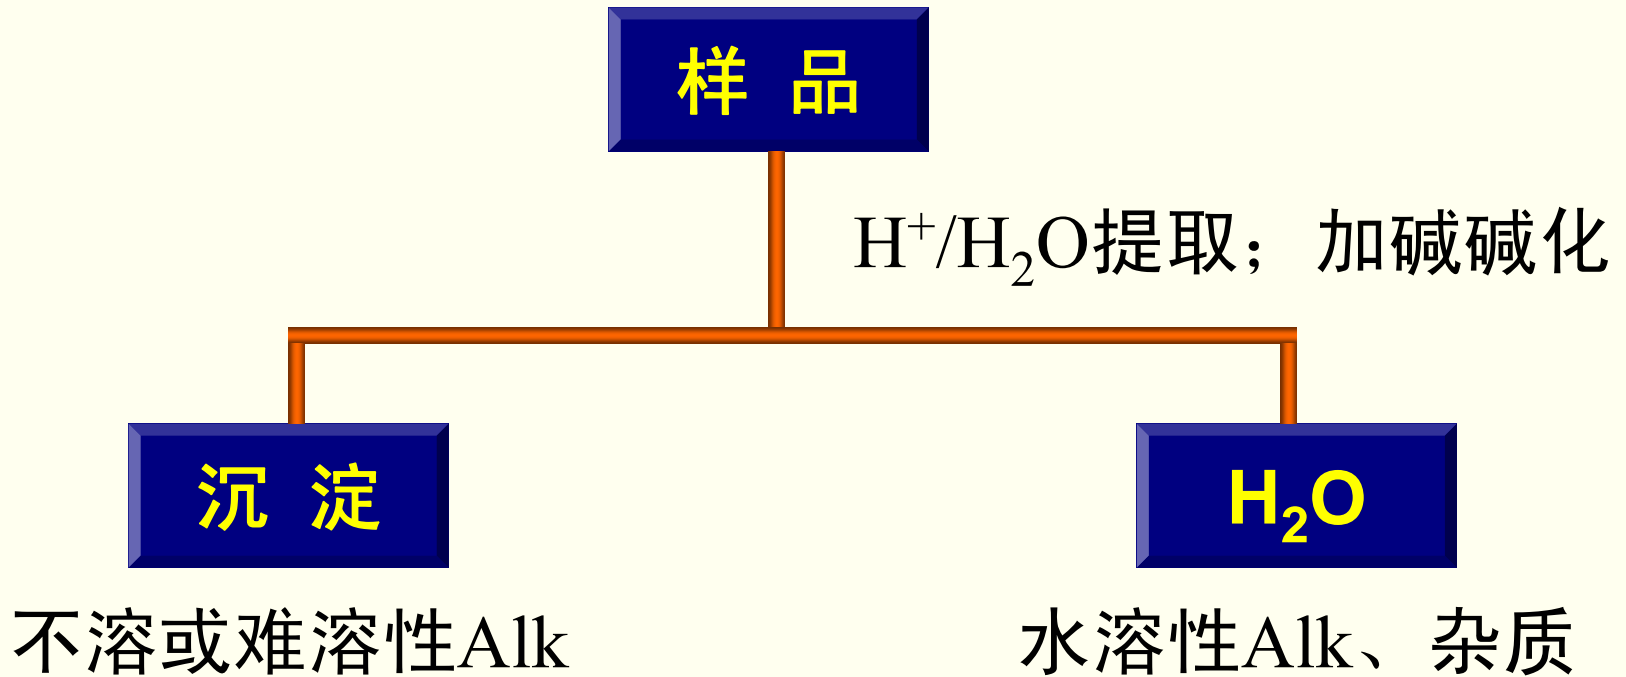 样 品
H⁺/H₂O提取；加碱碱化
沉 淀
H₂O
不溶或难溶性Alk
水溶性Alk、杂质